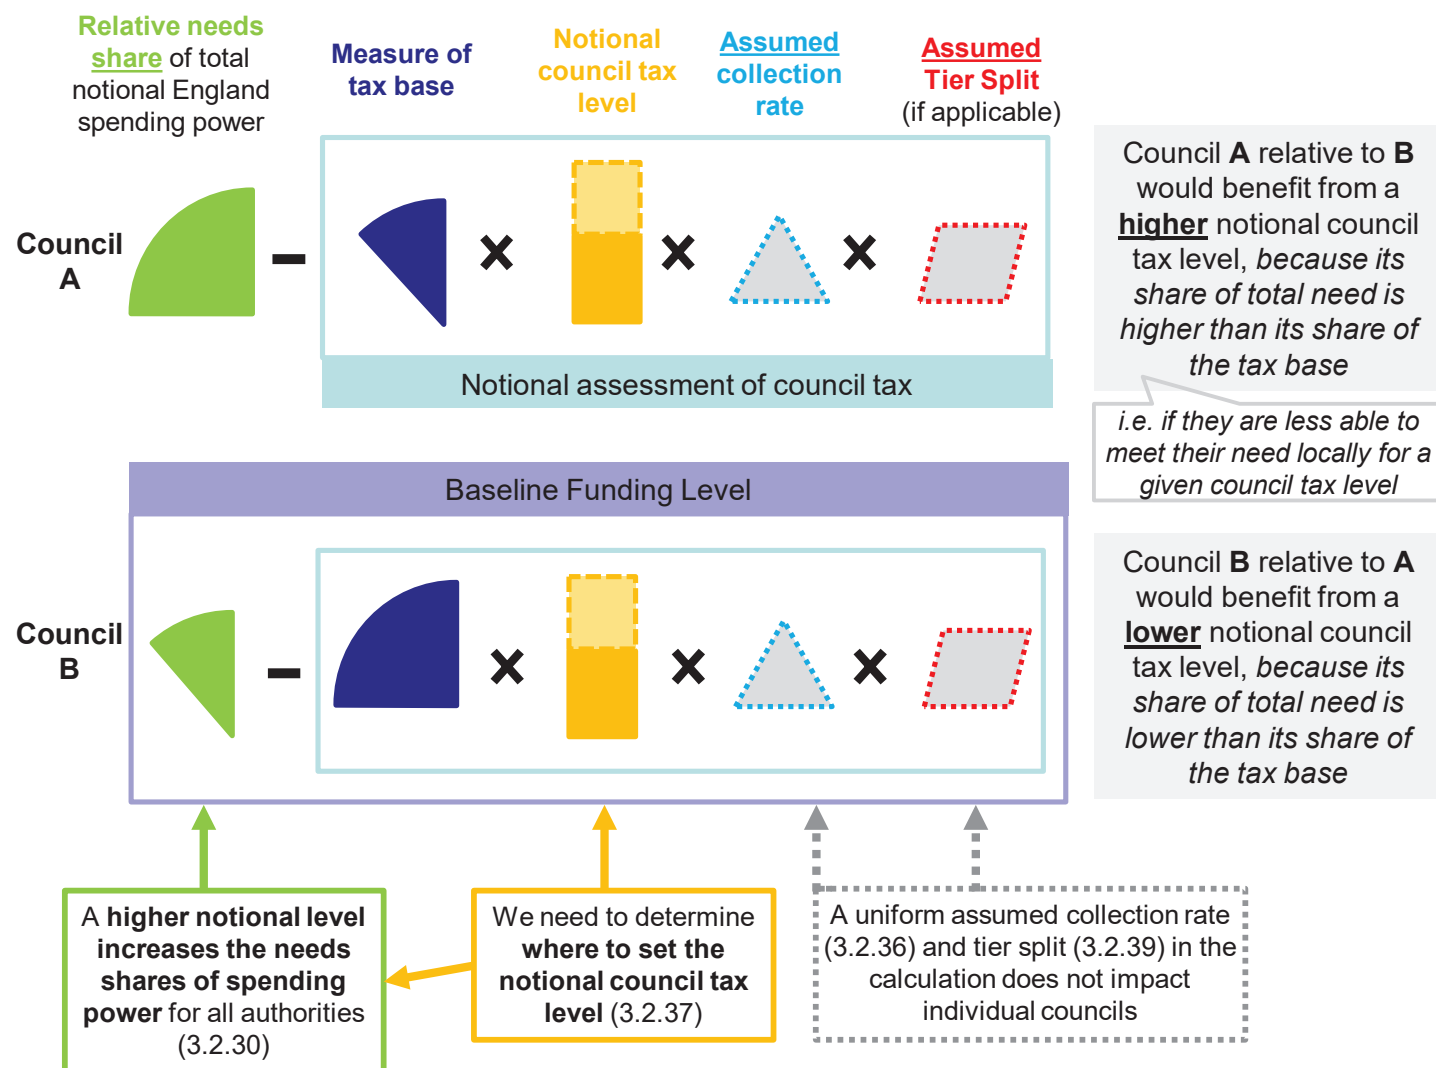 Relative needs
share of total
notional England
spending power
Measure of
tax base
Notional
council tax
level
Assumed
collection
rate
Assumed
Tier Split
(if applicable)
Council
A
Notional assessment of council tax
Council A relative to B
would benefit from a
higher notional council
tax level, because its
share of total need is
higher than its share of
the tax base
i.e. if they are less able to
meet their need locally for a
given council tax level
Baseline Funding Level
Council
B
Council B relative to A
would benefit from a
lower notional council
tax level, because its
share of total need is
lower than its share of
the tax base
A higher notional level
increases the needs
shares of spending
power for all authorities
(3.2.30)
We need to determine
where to set the
notional council tax
level (3.2.37)
A uniform assumed collection rate
(3.2.36) and tier split (3.2.39) in the
calculation does not impact
individual councils